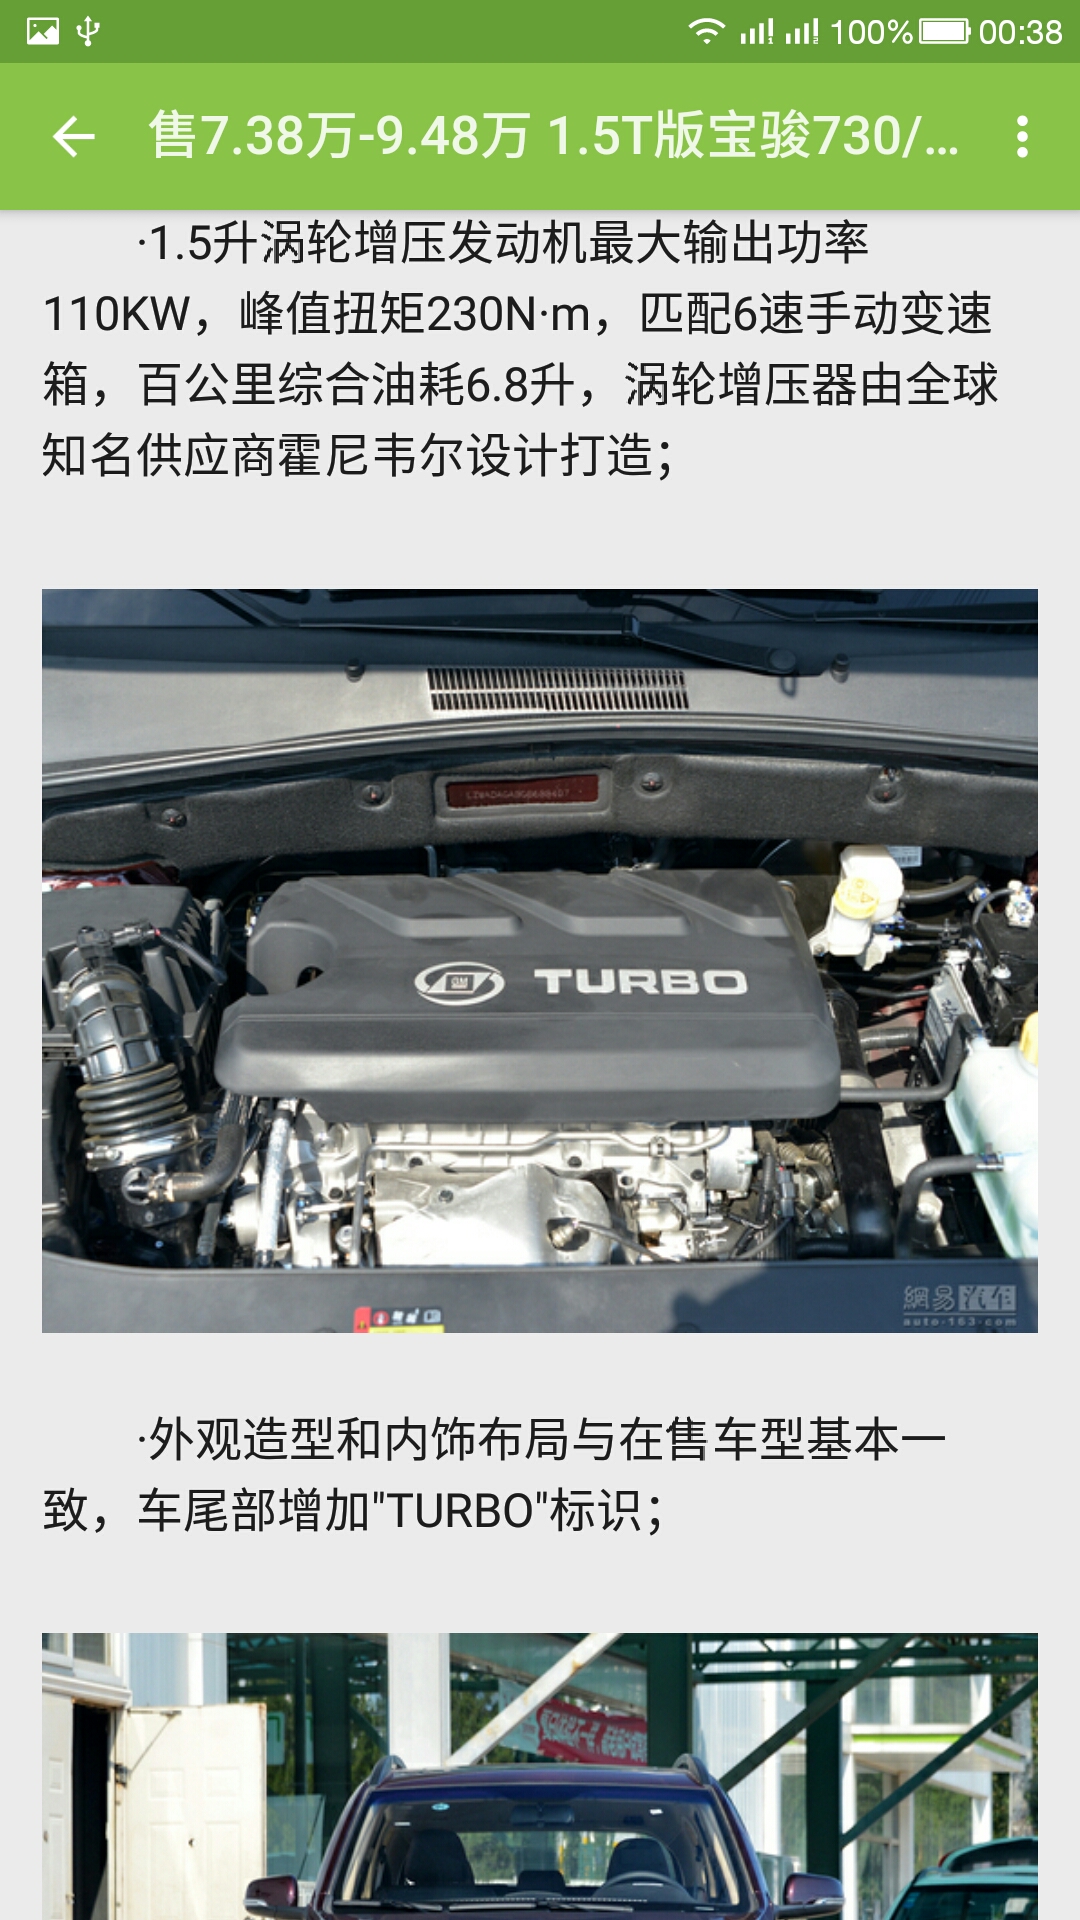 100% 00:38
售7.38万-9.48万 1.5T版宝骏730/…
·1.5升涡轮增压发动机最大输出功率
110KW，峰值扭矩230N·m，匹配6速手动变速
箱，百公里综合油耗6.8升，涡轮增压器由全球
知名供应商霍尼韦尔设计打造；
GM TURBO
網易汽车
auto·163·com
·外观造型和内饰布局与在售车型基本一
致，车尾部增加"TURBO"标识；